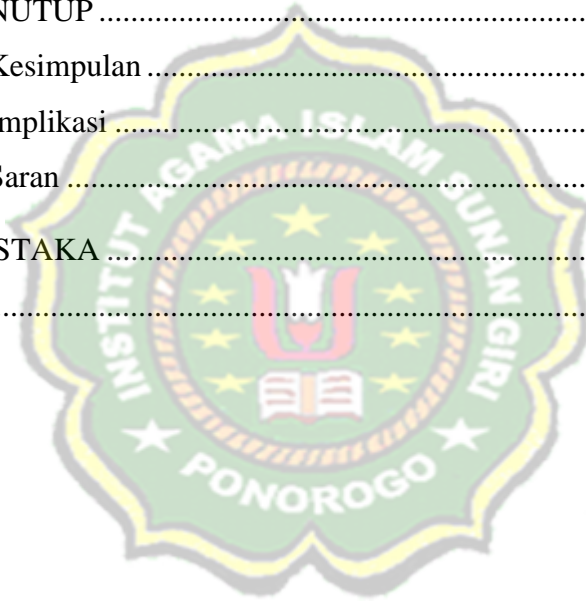 NUTUP ................................................................
Kesimpulan ..........................................................
mplikasi ..............................................................
Saran ....................................................................
STAKA ...............................................................
................................................................................
INSTITUT AGAMA ISLAM SUNAN GIRI
PONOROGO